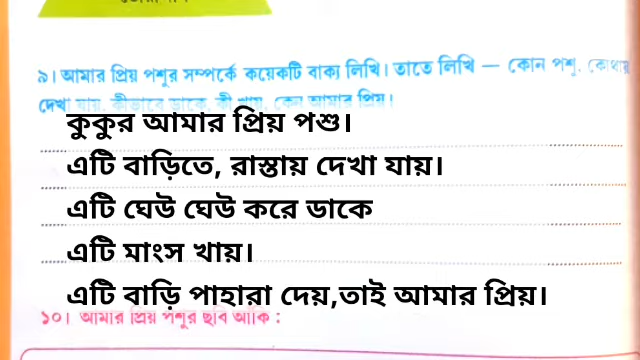 ৯। আমার প্রিয় পশুর সম্পর্কে কয়েকটি বাক্য লিখি। তাতে লিখি — কোন পশু, কোথায়
দেখা যায়, কীভাবে ডাকে, কী খায়, কেন আমার প্রিয়।
কুকুর আমার প্রিয় পশু।
এটি বাড়িতে, রাস্তায় দেখা যায়।
এটি ঘেউ ঘেউ করে ডাকে
এটি মাংস খায়।
এটি বাড়ি পাহারা দেয়,তাই আমার প্রিয়।
১০। আমার প্রিয় পশুর ছবি আঁকি :